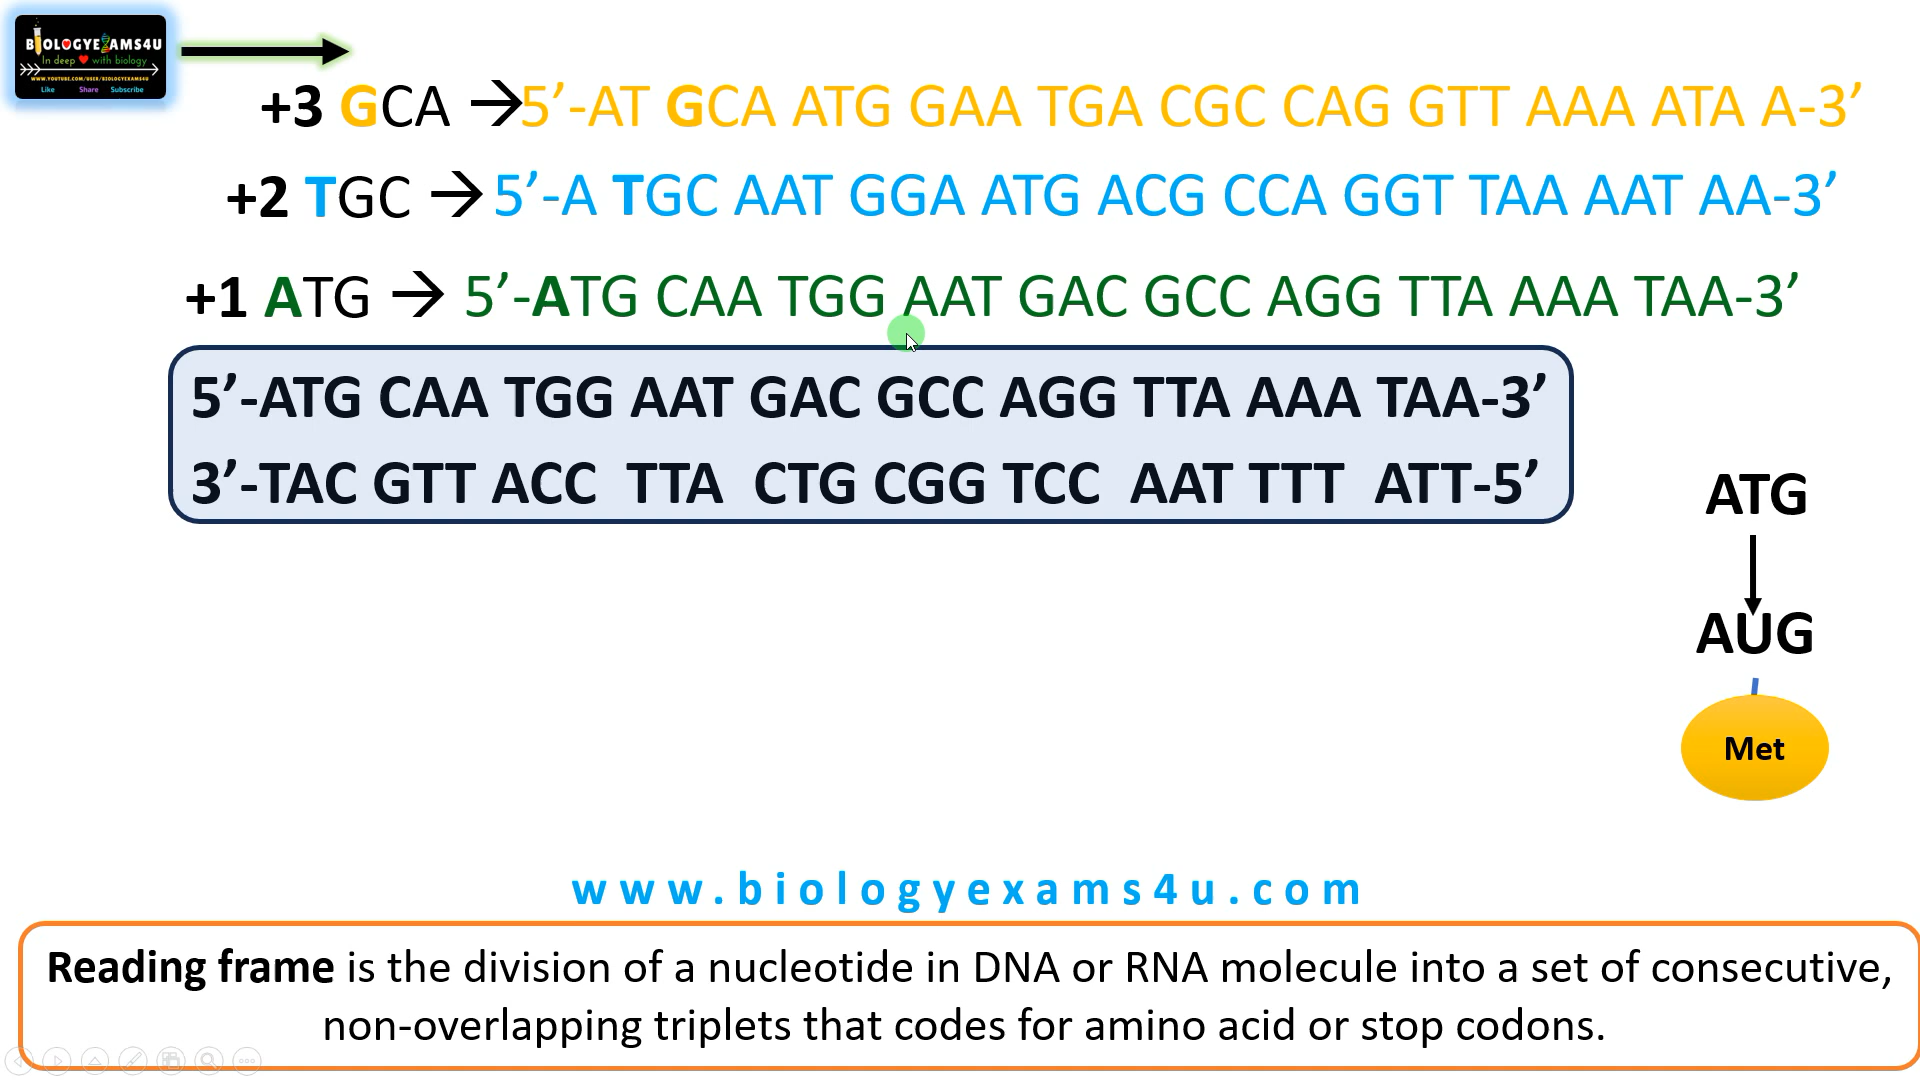 BIOLOGYEXAMS4U
In deep with biology
WWW.YOUTUBE.COM/USER/BIOLOGYEXAMS4U
Like Share Subscribe
+3 GCA →5’-AT GCA ATG GAA TGA CGC CAG GTT AAA ATA A-3’
+2 TGC → 5’-A TGC AAT GGA ATG ACG CCA GGT TAA AAT AA-3’
+1 ATG → 5’-ATG CAA TGG AAT GAC GCC AGG TTA AAA TAA-3’
5’-ATG CAA TGG AAT GAC GCC AGG TTA AAA TAA-3’
3’-TAC GTT ACC TTA CTG CGG TCC AAT TTT ATT-5’
ATG
AUG
Met
www.biologyexams4u.com
Reading frame is the division of a nucleotide in DNA or RNA molecule into a set of consecutive,
non-overlapping triplets that codes for amino acid or stop codons.